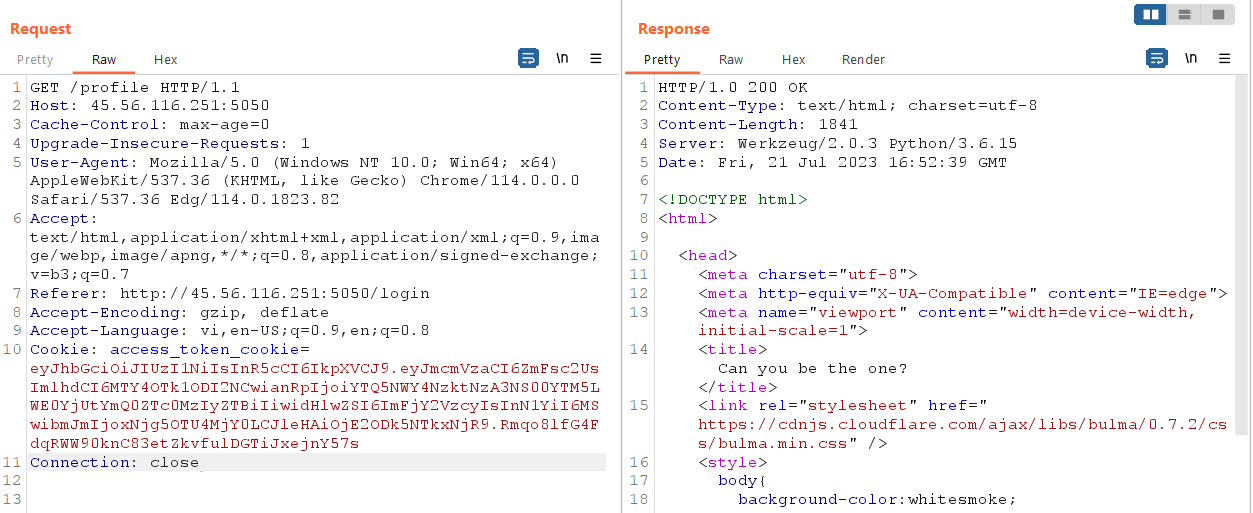 Request
Pretty Raw Hex \n
1 GET /profile HTTP/1.1
2 Host: 45.56.116.251:5050
3 Cache-Control: max-age=0
4 Upgrade-Insecure-Requests: 1
5 User-Agent: Mozilla/5.0 (Windows NT 10.0; Win64; x64)
AppleWebKit/537.36 (KHTML, like Gecko) Chrome/114.0.0.0
Safari/537.36 Edg/114.0.1823.82
6 Accept:
text/html,application/xhtml+xml,application/xml;q=0.9,ima
ge/webp,image/apng,*/*;q=0.8,application/signed-exchange;
v=b3;q=0.7
7 Referer: http://45.56.116.251:5050/login
8 Accept-Encoding: gzip, deflate
9 Accept-Language: vi,en-US;q=0.9,en;q=0.8
10 Cookie: access_token_cookie=
eyJhbGciOiJIUzI1NiIsInR5cCI6IkpXVCJ9.eyJmcmVzaCI6ZmFsc2Us
ImlhdCI6MTY4OTk1ODI2NCwianRpIjoiYTQ5NWY4NzktNzA3NS00YTM5L
WE0YjUtYmQ0ZTc0MzIyZTBiIiwidHlwZSI6ImFjY2VzcyIsInN1YiI6MS
wibmJmIjoxNjg5OTU4MjY0LCJleHAiOjE2ODk5NTkxNjR9.Rmqo8lfG4F
dqRWW90knC83etZkvfulDGTiJxejnY57s
11 Connection: close
12
13
Response
Pretty Raw Hex Render \n
1 HTTP/1.0 200 OK
2 Content-Type: text/html; charset=utf-8
3 Content-Length: 1841
4 Server: Werkzeug/2.0.3 Python/3.6.15
5 Date: Fri, 21 Jul 2023 16:52:39 GMT
6
7 <!DOCTYPE html>
8 <html>
9
10 <head>
11 <meta charset="utf-8">
12 <meta http-equiv="X-UA-Compatible" content="IE=edge">
13 <meta name="viewport" content="width=device-width,
initial-scale=1">
14 <title>
Can you be the one?
</title>
15 <link rel="stylesheet" href="
https://cdnjs.cloudflare.com/ajax/libs/bulma/0.7.2/cs
s/bulma.min.css" />
16 <style>
17 body{
18 background-color:whitesmoke;